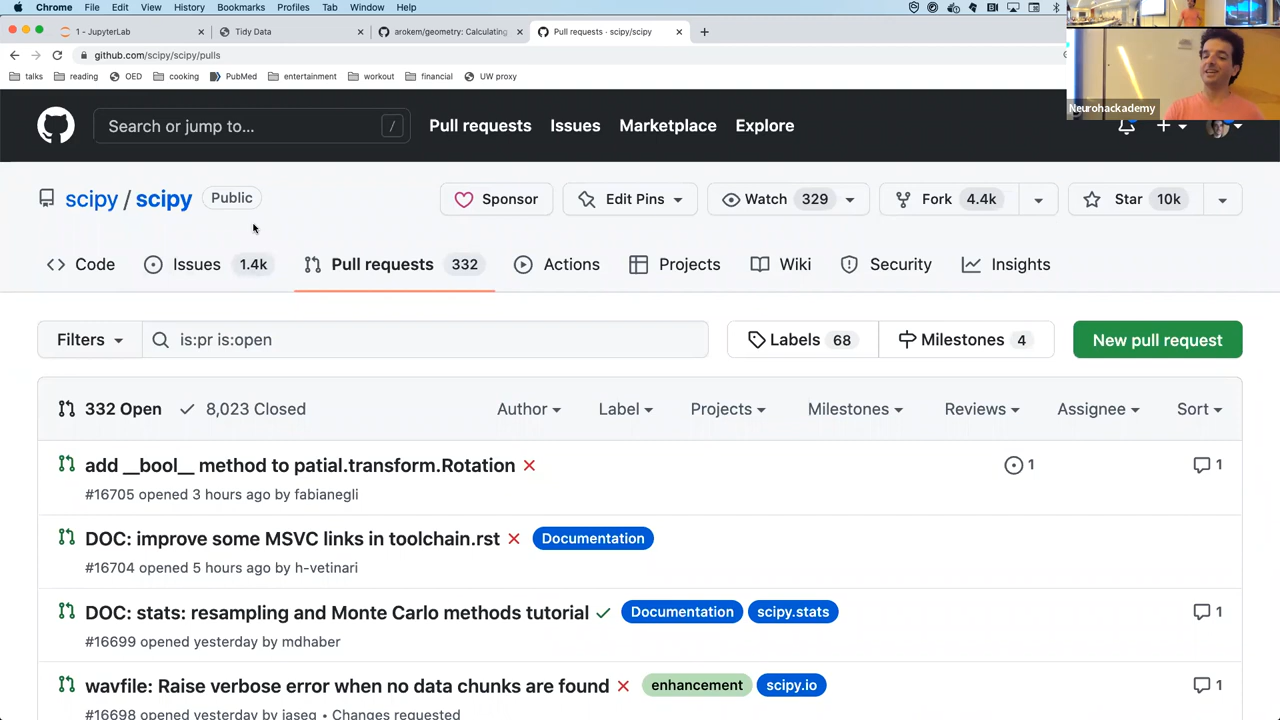 Chrome File Edit View History Bookmarks Profiles Tab Window Help
1 - JupyterLab
Tidy Data
arokem/geometry: Calculating
Pull requests · scipy/scipy
github.com/scipy/scipy/pulls
talks reading OED cooking PubMed entertainment workout financial UW proxy
Neurohackademy
Search or jump to... /
Pull requests Issues Marketplace Explore
scipy / scipy Public
Sponsor Edit Pins Watch 329 Fork 4.4k Star 10k
Code Issues 1.4k Pull requests 332 Actions Projects Wiki Security Insights
Filters is:pr is:open Labels 68 Milestones 4 New pull request
332 Open 8,023 Closed Author Label Projects Milestones Reviews Assignee Sort
add __bool__ method to patial.transform.Rotation 1 1
#16705 opened 3 hours ago by fabianegli
DOC: improve some MSVC links in toolchain.rst Documentation
#16704 opened 5 hours ago by h-vetinari
DOC: stats: resampling and Monte Carlo methods tutorial Documentation scipy.stats 1
#16699 opened yesterday by mdhaber
wavfile: Raise verbose error when no data chunks are found enhancement scipy.io 1
#16698 opened yesterday by jaseg • Changes requested